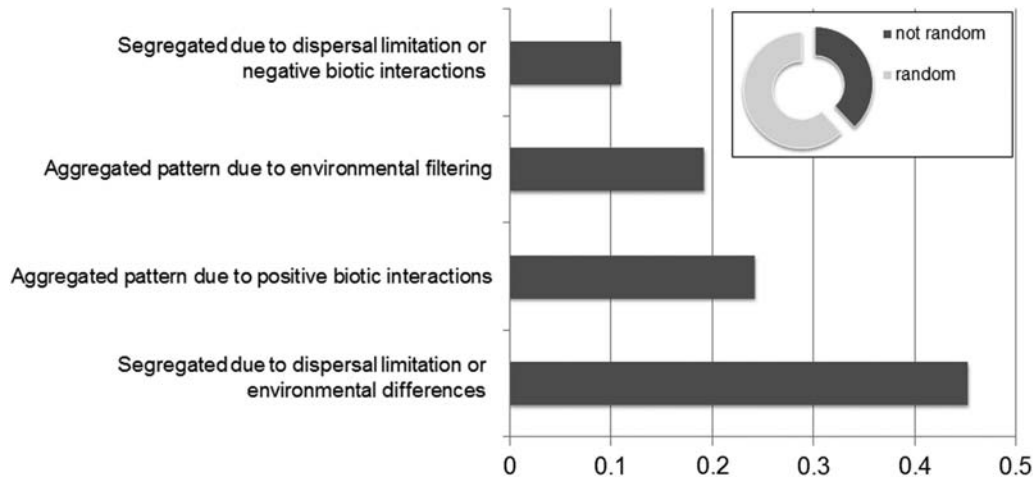 Segregated due to dispersal limitation or
negative biotic interactions
Aggregated pattern due to environmental filtering
Aggregated pattern due to positive biotic interactions
Segregated due to dispersal limitation or
environmental differences
not random
random
0 0.1 0.2 0.3 0.4 0.5